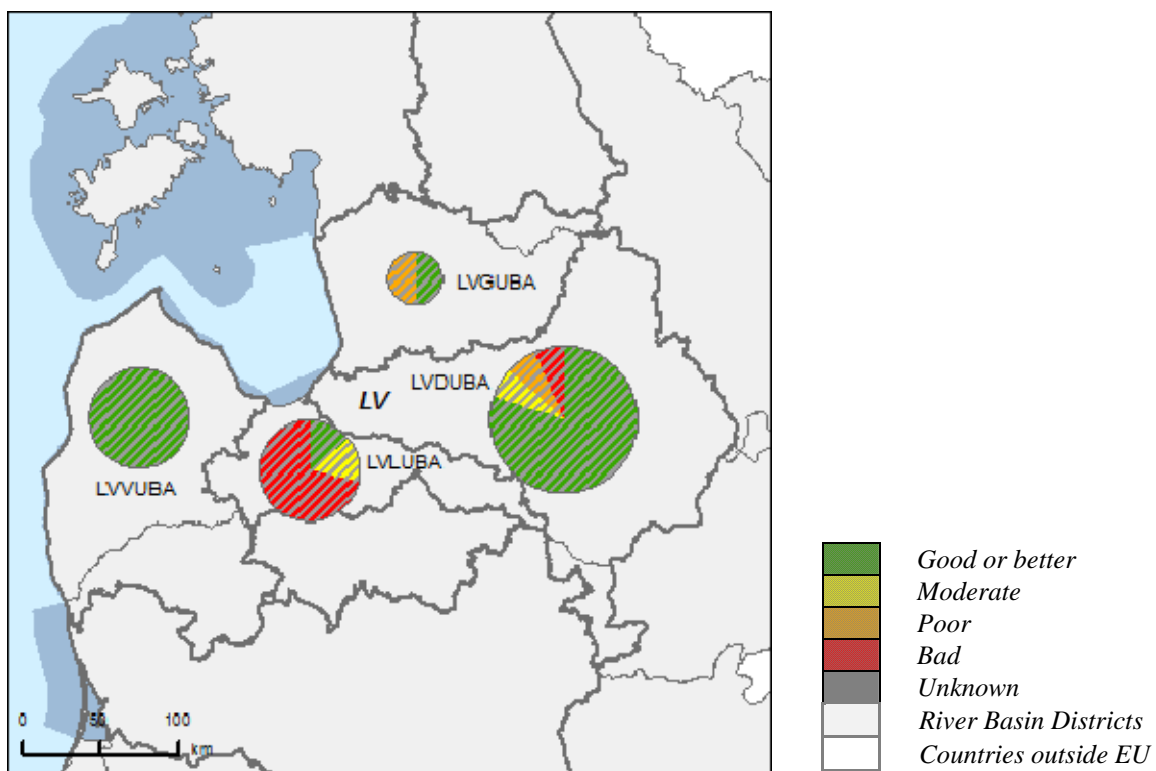 LVGUBA
LVDUBA
LV
LVLUBA
LVVUBA
0 50 100
km
Good or better
Moderate
Poor
Bad
Unknown
River Basin Districts
Countries outside EU